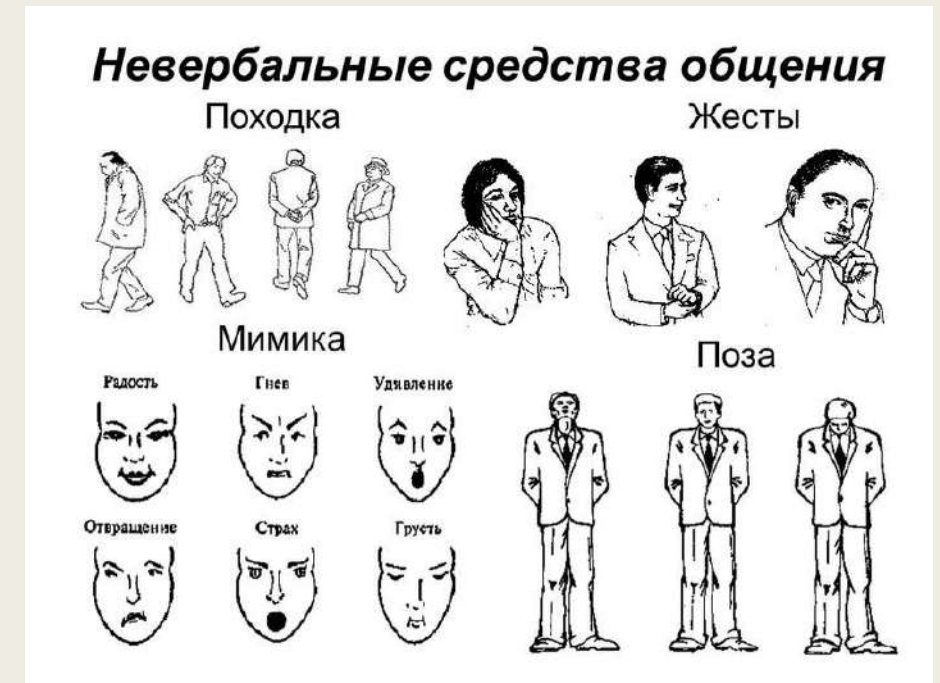 Невербальные средства общения
Походка
Жесты
Мимика
Поза
Радость
Гнев
Удивление
Отвращение
Страх
Грусть